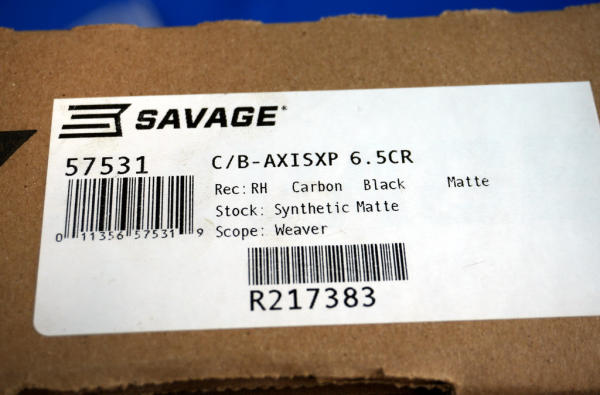 SAVAGE
57531 C/B-AXISXP 6.5CR
Rec: RH Carbon Black Matte
Stock: Synthetic Matte
Scope: Weaver
0 11356 57531 9
R217383